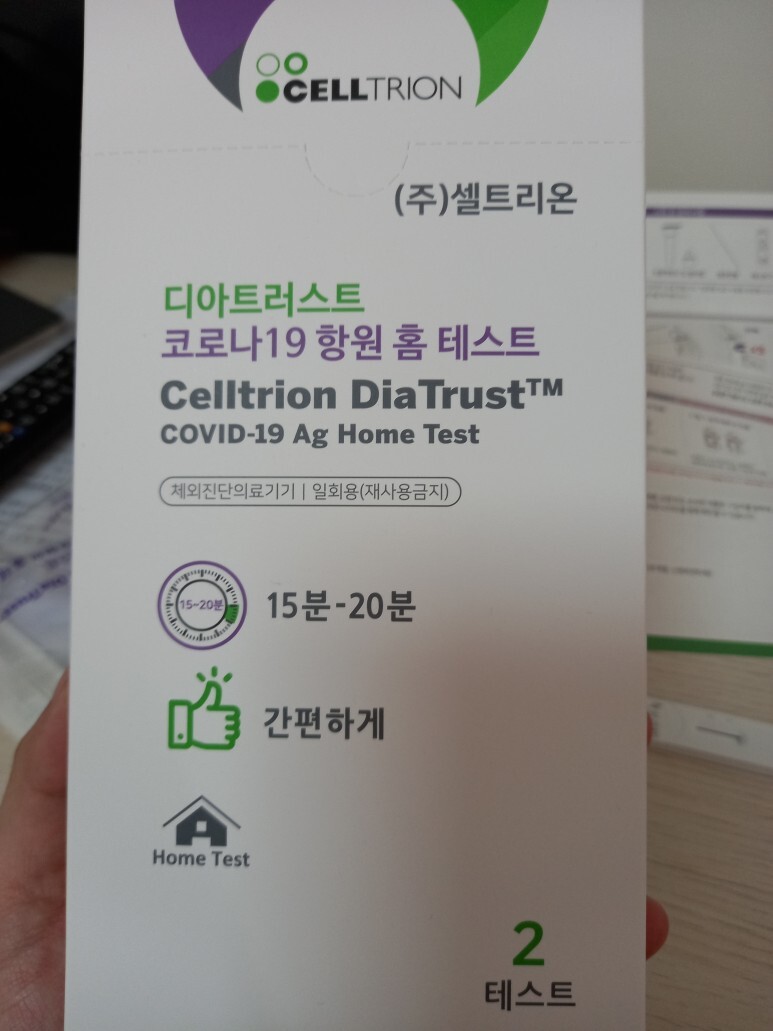 CELLTRION
(주)셀트리온
디아트러스트
코로나19 항원 홈 테스트
Celltrion DiaTrust™
COVID-19 Ag Home Test
체외진단의료기기 | 일회용(재사용금지)
15-20분
15분-20분
간편하게
Home Test
2
테스트